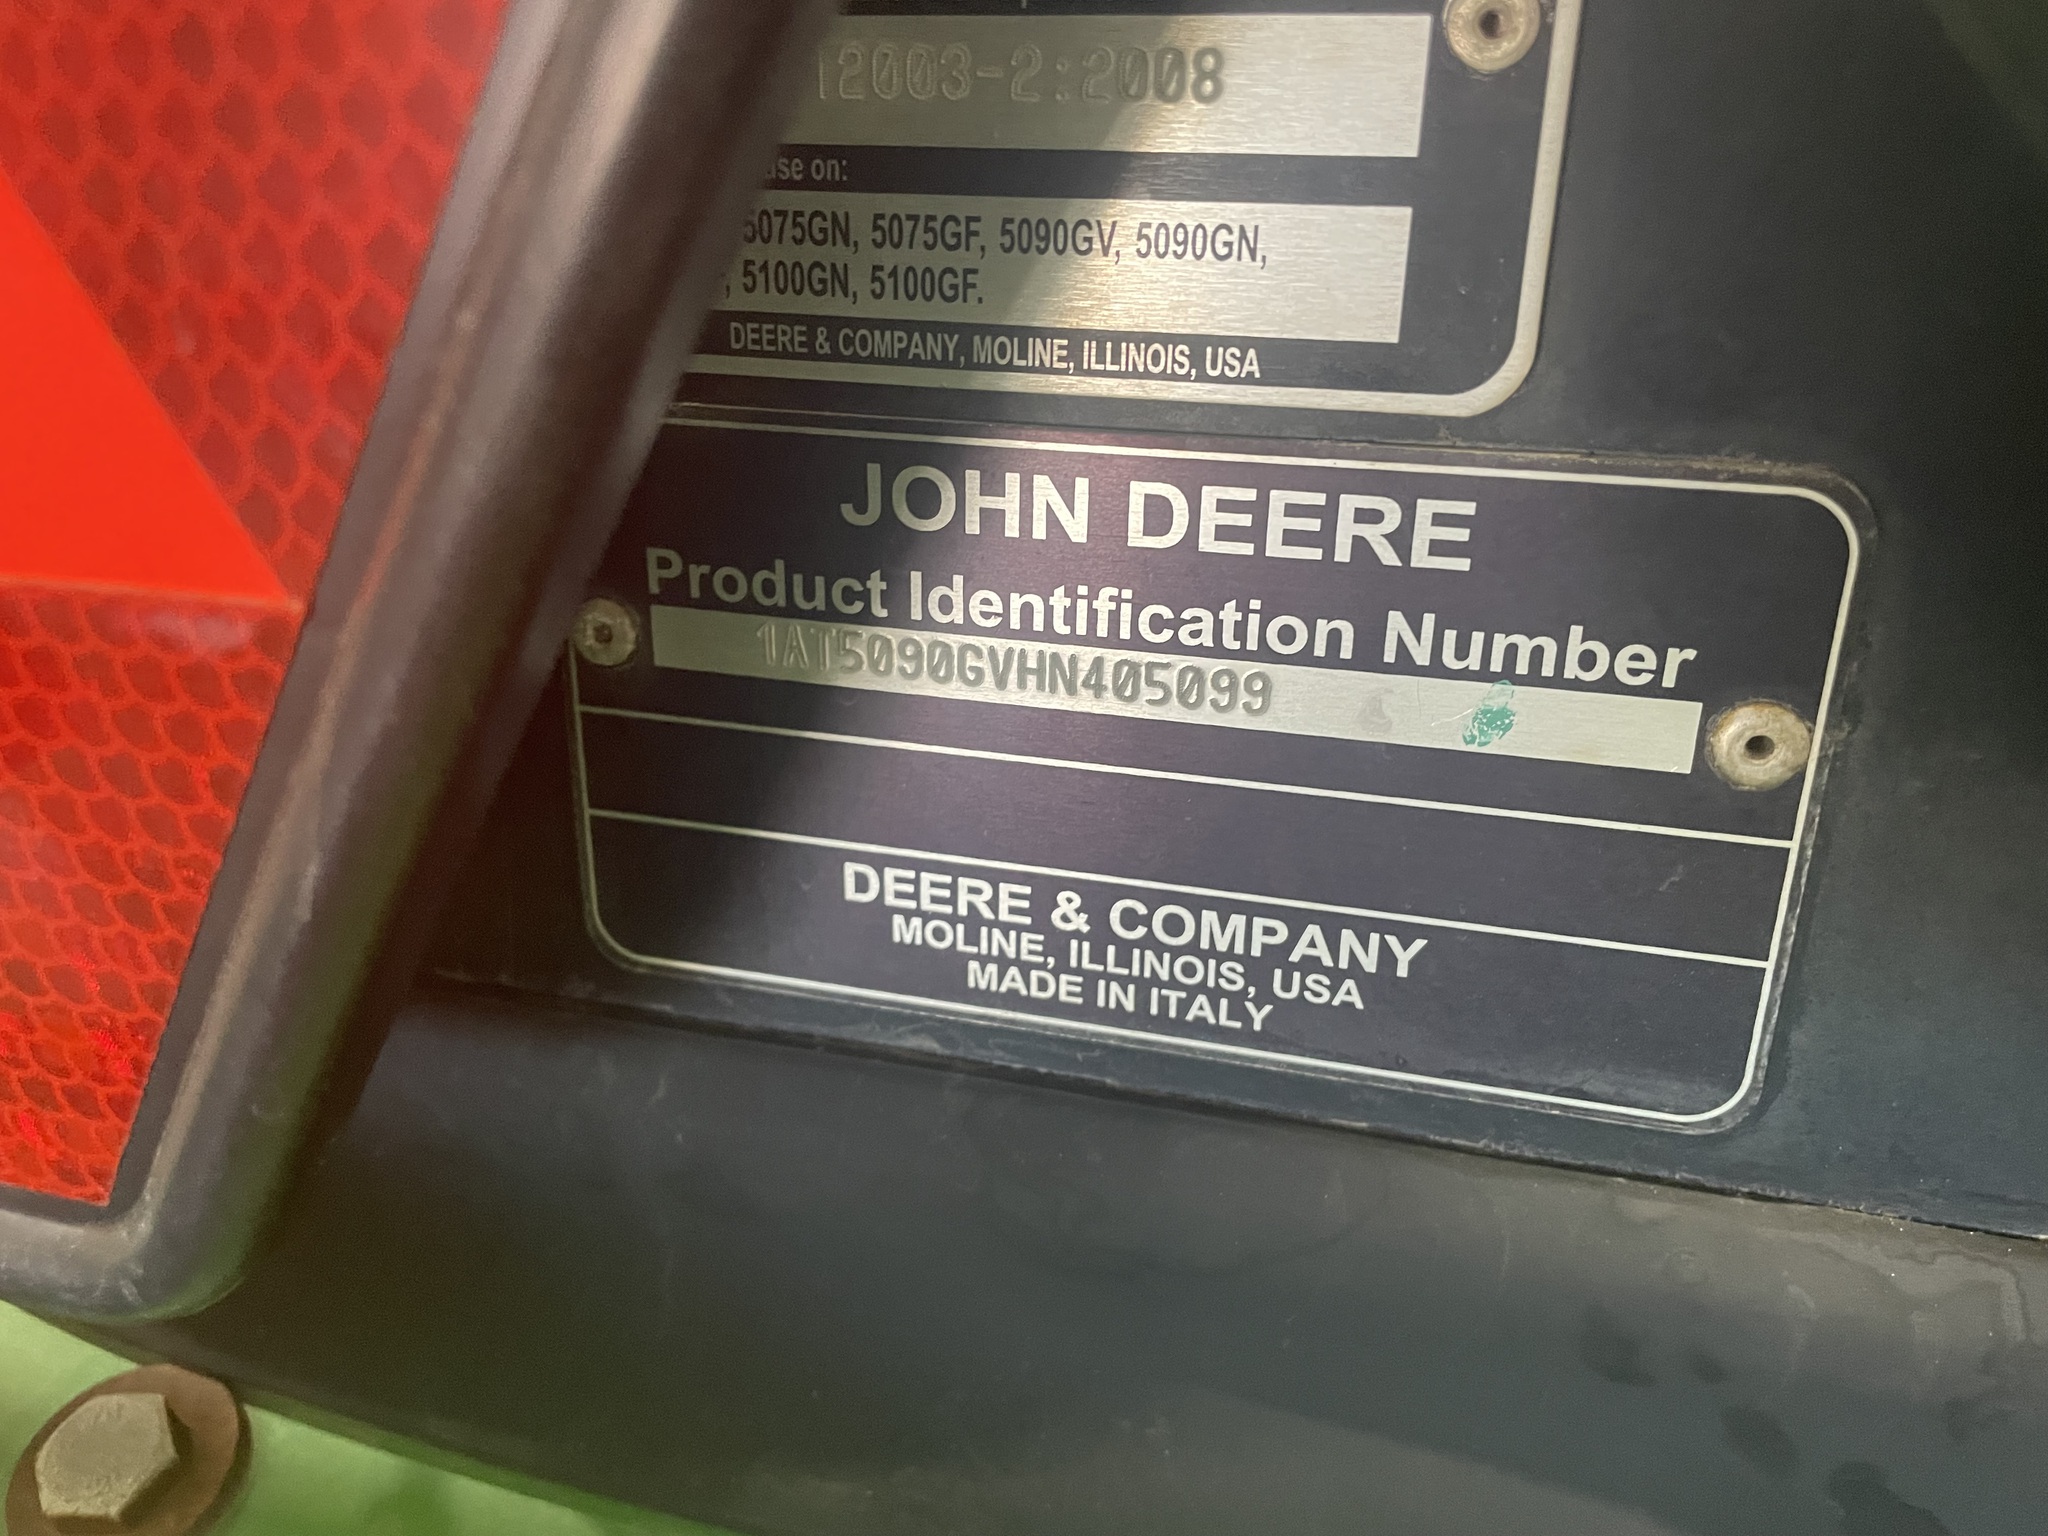 12003-2:2008
use on:
5075GN, 5075GF, 5090GV, 5090GN,
, 5100GN, 5100GF.
DEERE & COMPANY, MOLINE, ILLINOIS, USA
JOHN DEERE
Product Identification Number
1AT5090GVHN405099
DEERE & COMPANY
MOLINE, ILLINOIS, USA
MADE IN ITALY